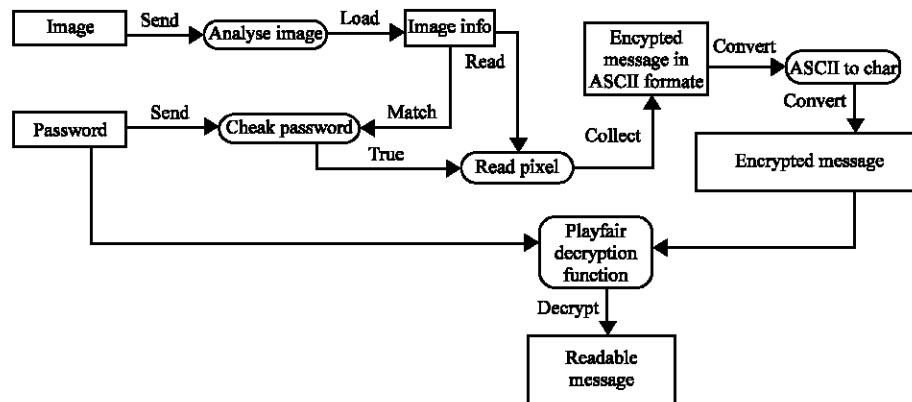 Image
Send
Analyse image
Load
Image info
Read
Encypted
message in
ASCII formate
Convert
ASCII to char
Convert
Password
Send
Cheak password
Match
True
Read pixel
Collect
Encrypted message
Playfair
decryption
function
Decrypt
Readable
message